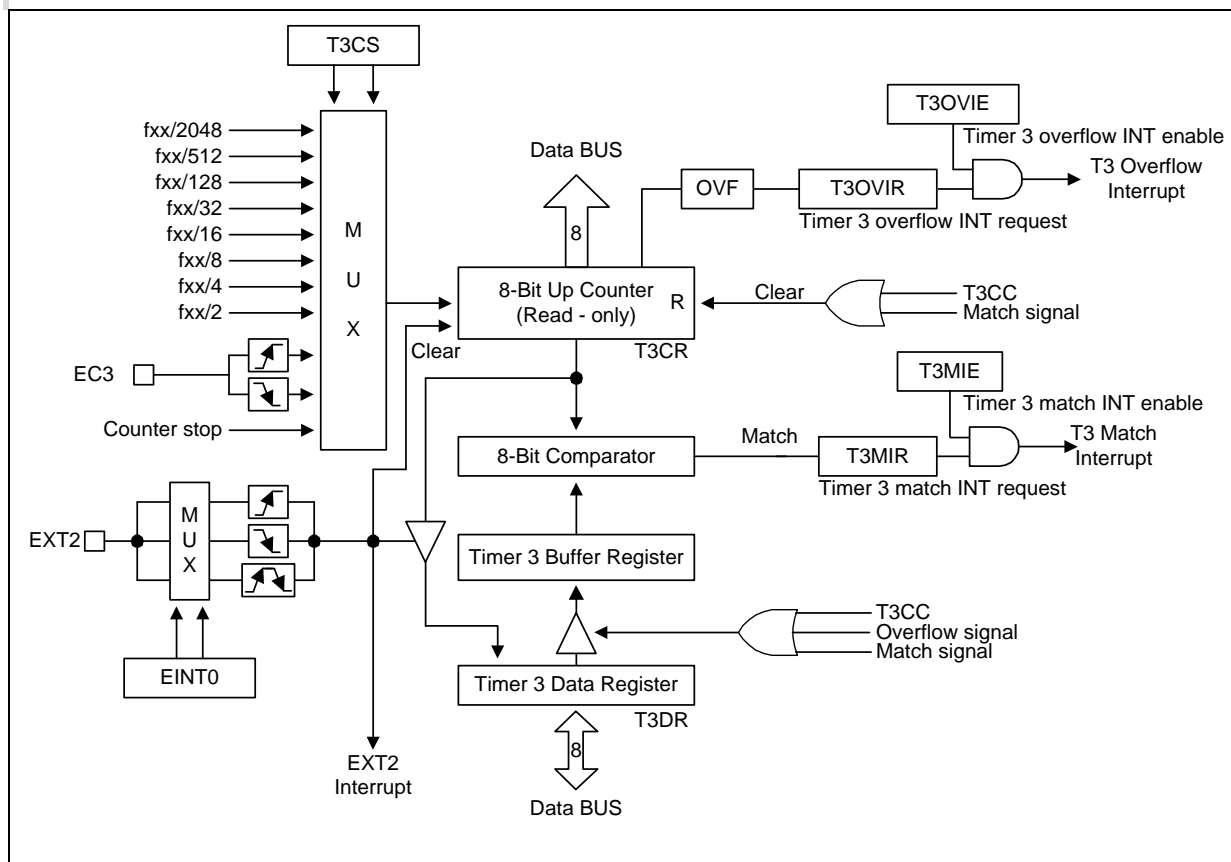 T3CS
fxx/2048
fxx/512
fxx/128
fxx/32
fxx/16
fxx/8
fxx/4
fxx/2
M
U
X
EC3
Counter stop
Data BUS
8
8-Bit Up Counter
(Read - only)
R
T3CR
Clear
Clear
T3CC
Match signal
OVF
T3OVIR
Timer 3 overflow INT request
T3OVIE
Timer 3 overflow INT enable
T3 Overflow
Interrupt
T3MIE
Timer 3 match INT enable
8-Bit Comparator
Match
T3MIR
Timer 3 match INT request
T3 Match
Interrupt
EXT2
M
U
X
EINT0
EXT2
Interrupt
Timer 3 Buffer Register
T3CC
Overflow signal
Match signal
Timer 3 Data Register
T3DR
8
Data BUS